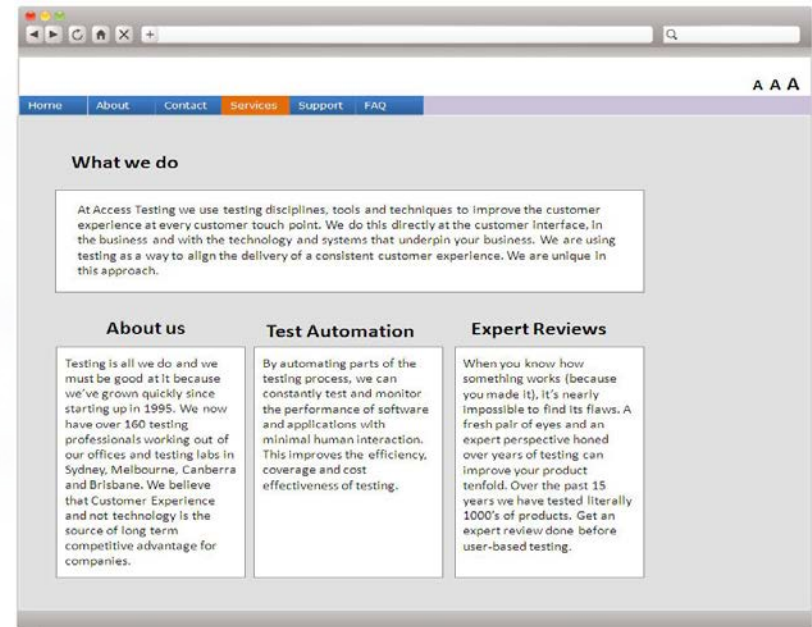 A A A
Home About Contact Services Support FAQ
What we do
At Access Testing we use testing disciplines, tools and techniques to improve the customer
experience at every customer touch point. We do this directly at the customer interface, in
the business and with the technology and systems that underpin your business. We are using
testing as a way to align the delivery of a consistent customer experience. We are unique in
this approach.
About us
Testing is all we do and we
must be good at it because
we've grown quickly since
starting up in 1995. We now
have over 160 testing
professionals working out of
our offices and testing labs in
Sydney, Melbourne, Canberra
and Brisbane. We believe
that Customer Experience
and not technology is the
source of long term
competitive advantage for
companies.
Test Automation
By automating parts of the
testing process, we can
constantly test and monitor
the performance of software
and applications with
minimal human interaction.
This improves the efficiency,
coverage and cost
effectiveness of testing.
Expert Reviews
When you know how
something works (because
you made it), it's nearly
impossible to find its flaws. A
fresh pair of eyes and an
expert perspective honed
over years of testing can
improve your product
tenfold. Over the past 15
years we have tested literally
1000's of products. Get an
expert review done before
user-based testing.